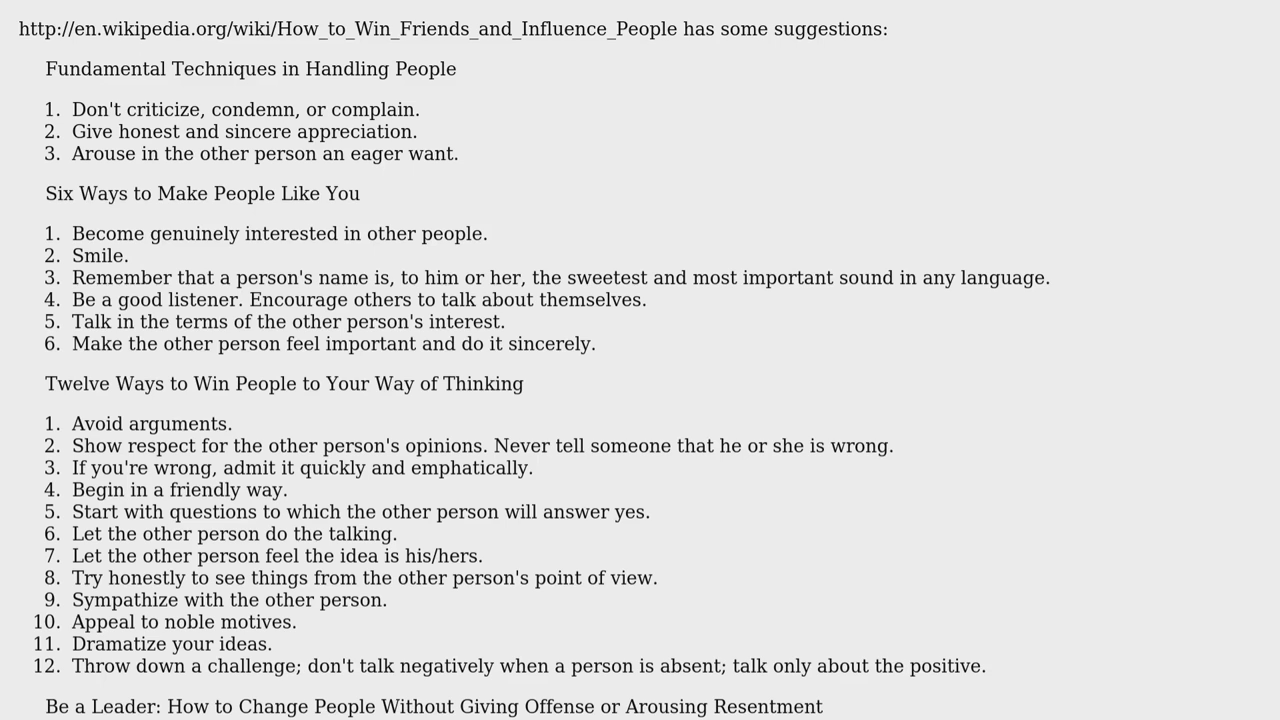 http://en.wikipedia.org/wiki/How_to_Win_Friends_and_Influence_People has some suggestions:
Fundamental Techniques in Handling People
1. Don't criticize, condemn, or complain.
2. Give honest and sincere appreciation.
3. Arouse in the other person an eager want.
Six Ways to Make People Like You
1. Become genuinely interested in other people.
2. Smile.
3. Remember that a person's name is, to him or her, the sweetest and most important sound in any language.
4. Be a good listener. Encourage others to talk about themselves.
5. Talk in the terms of the other person's interest.
6. Make the other person feel important and do it sincerely.
Twelve Ways to Win People to Your Way of Thinking
1. Avoid arguments.
2. Show respect for the other person's opinions. Never tell someone that he or she is wrong.
3. If you're wrong, admit it quickly and emphatically.
4. Begin in a friendly way.
5. Start with questions to which the other person will answer yes.
6. Let the other person do the talking.
7. Let the other person feel the idea is his/hers.
8. Try honestly to see things from the other person's point of view.
9. Sympathize with the other person.
10. Appeal to noble motives.
11. Dramatize your ideas.
12. Throw down a challenge; don't talk negatively when a person is absent; talk only about the positive.
Be a Leader: How to Change People Without Giving Offense or Arousing Resentment